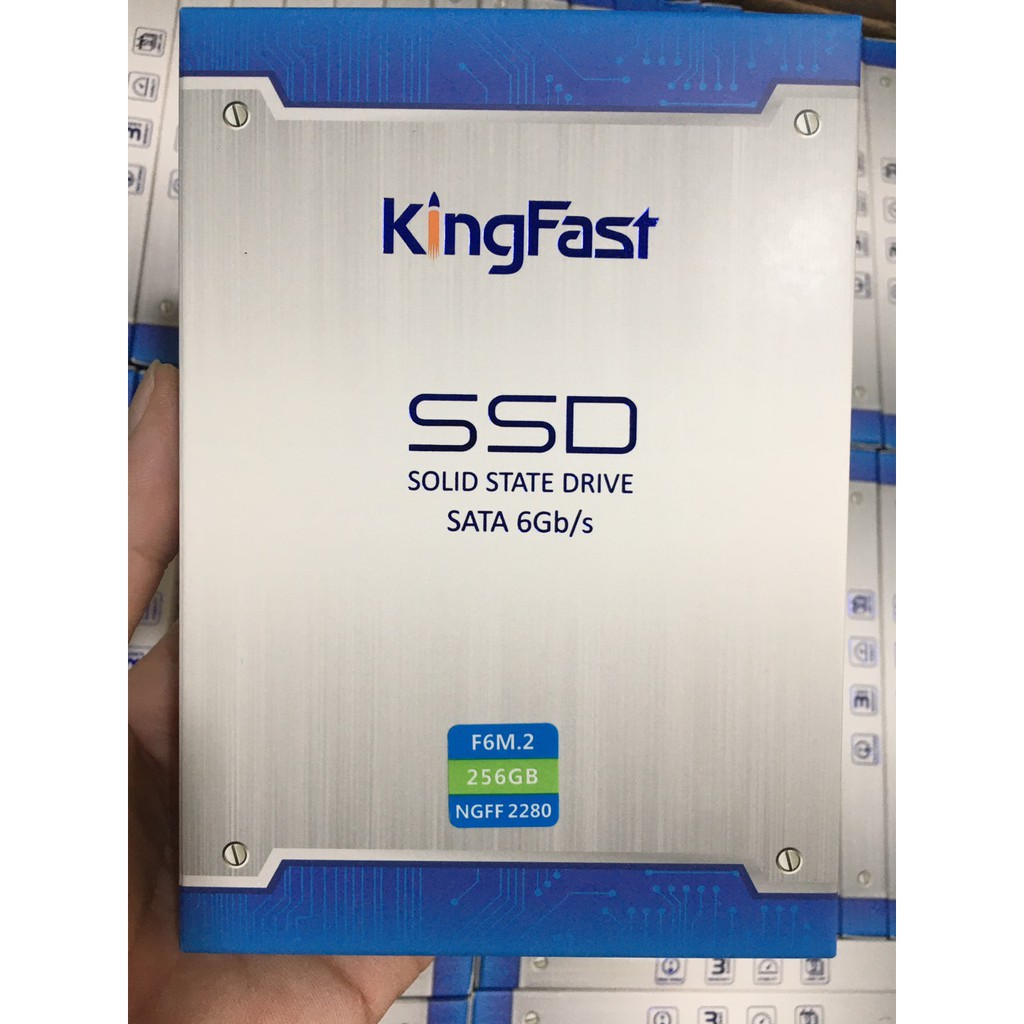 KingFast
SSD
SOLID STATE DRIVE
SATA 6Gb/s
F6M.2
256GB
NGFF 2280